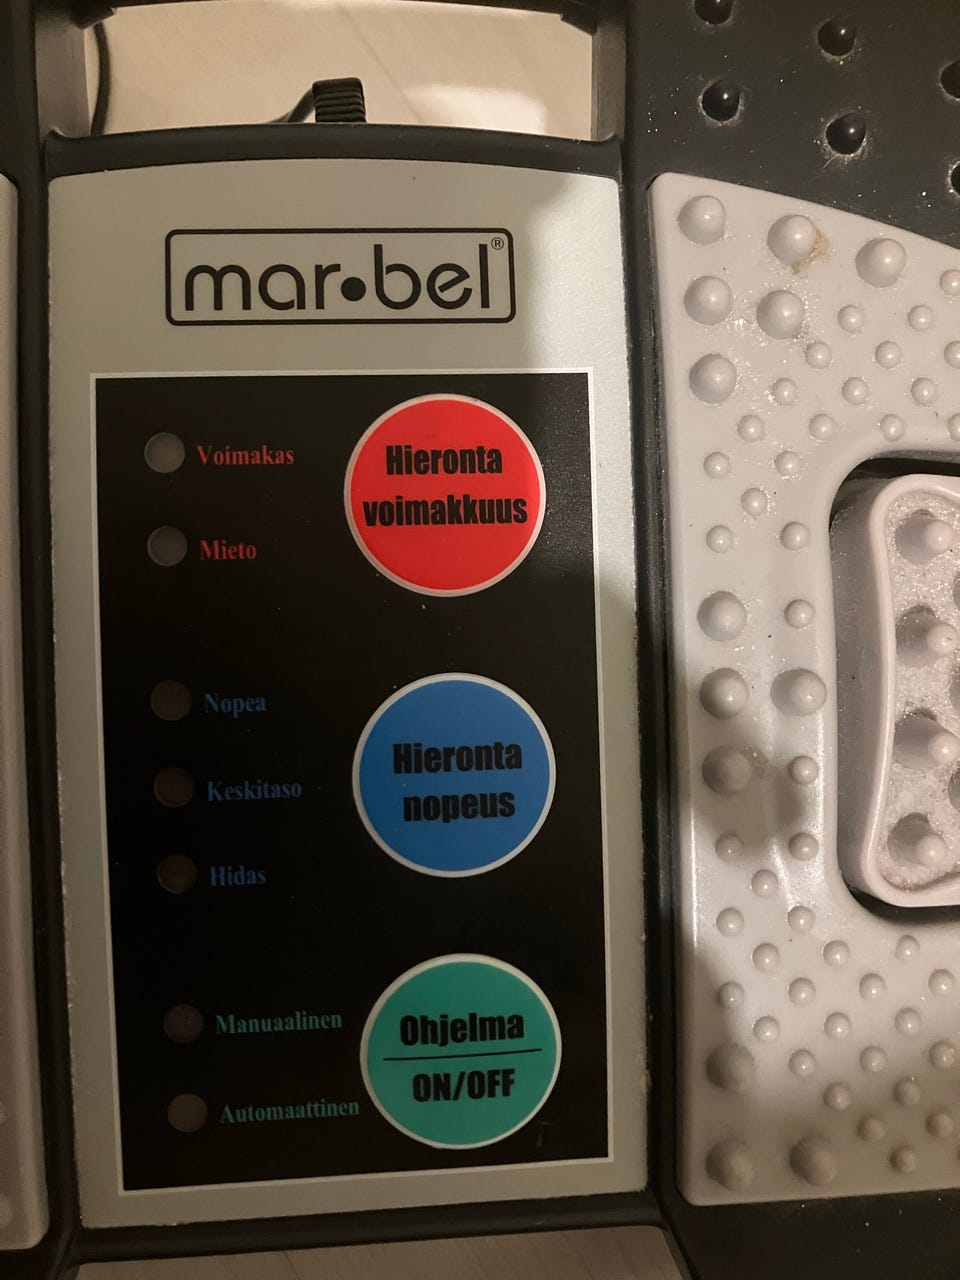 mar•bel®
Voimakas
Mieto
Hieronta
voimakkuus
Nopea
Keskitaso
Hidas
Hieronta
nopeus
Manuaalinen
Automaattinen
Ohjelma
ON/OFF